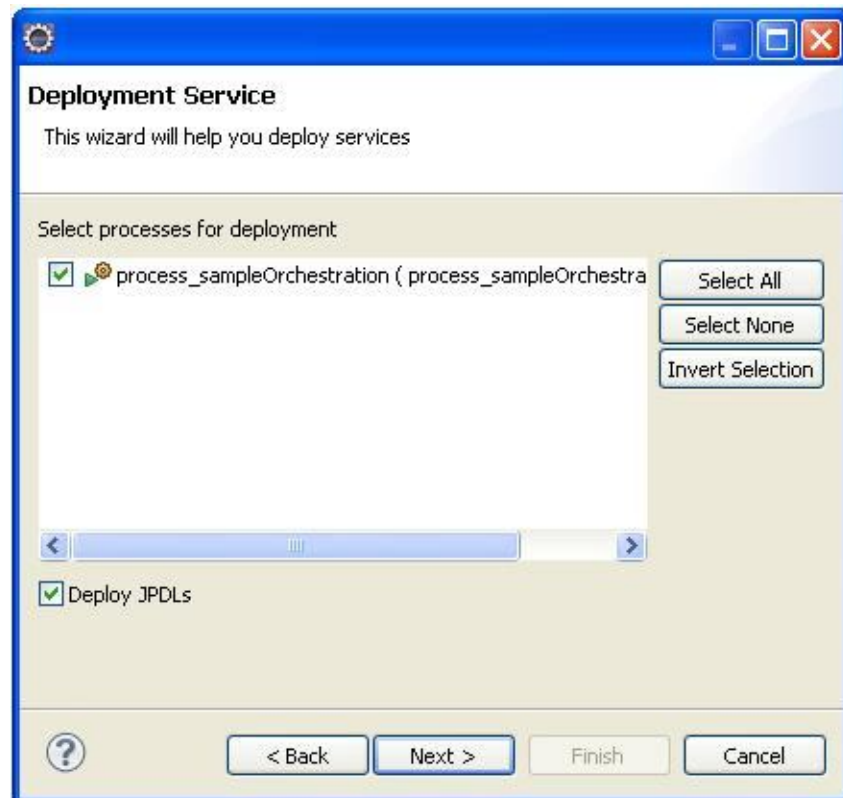 Deployment Service
This wizard will help you deploy services
Select processes for deployment
process_sampleOrchestration ( process_sampleOrchestra
Select All
Select None
Invert Selection
Deploy JPDLs
?
< Back
Next >
Finish
Cancel